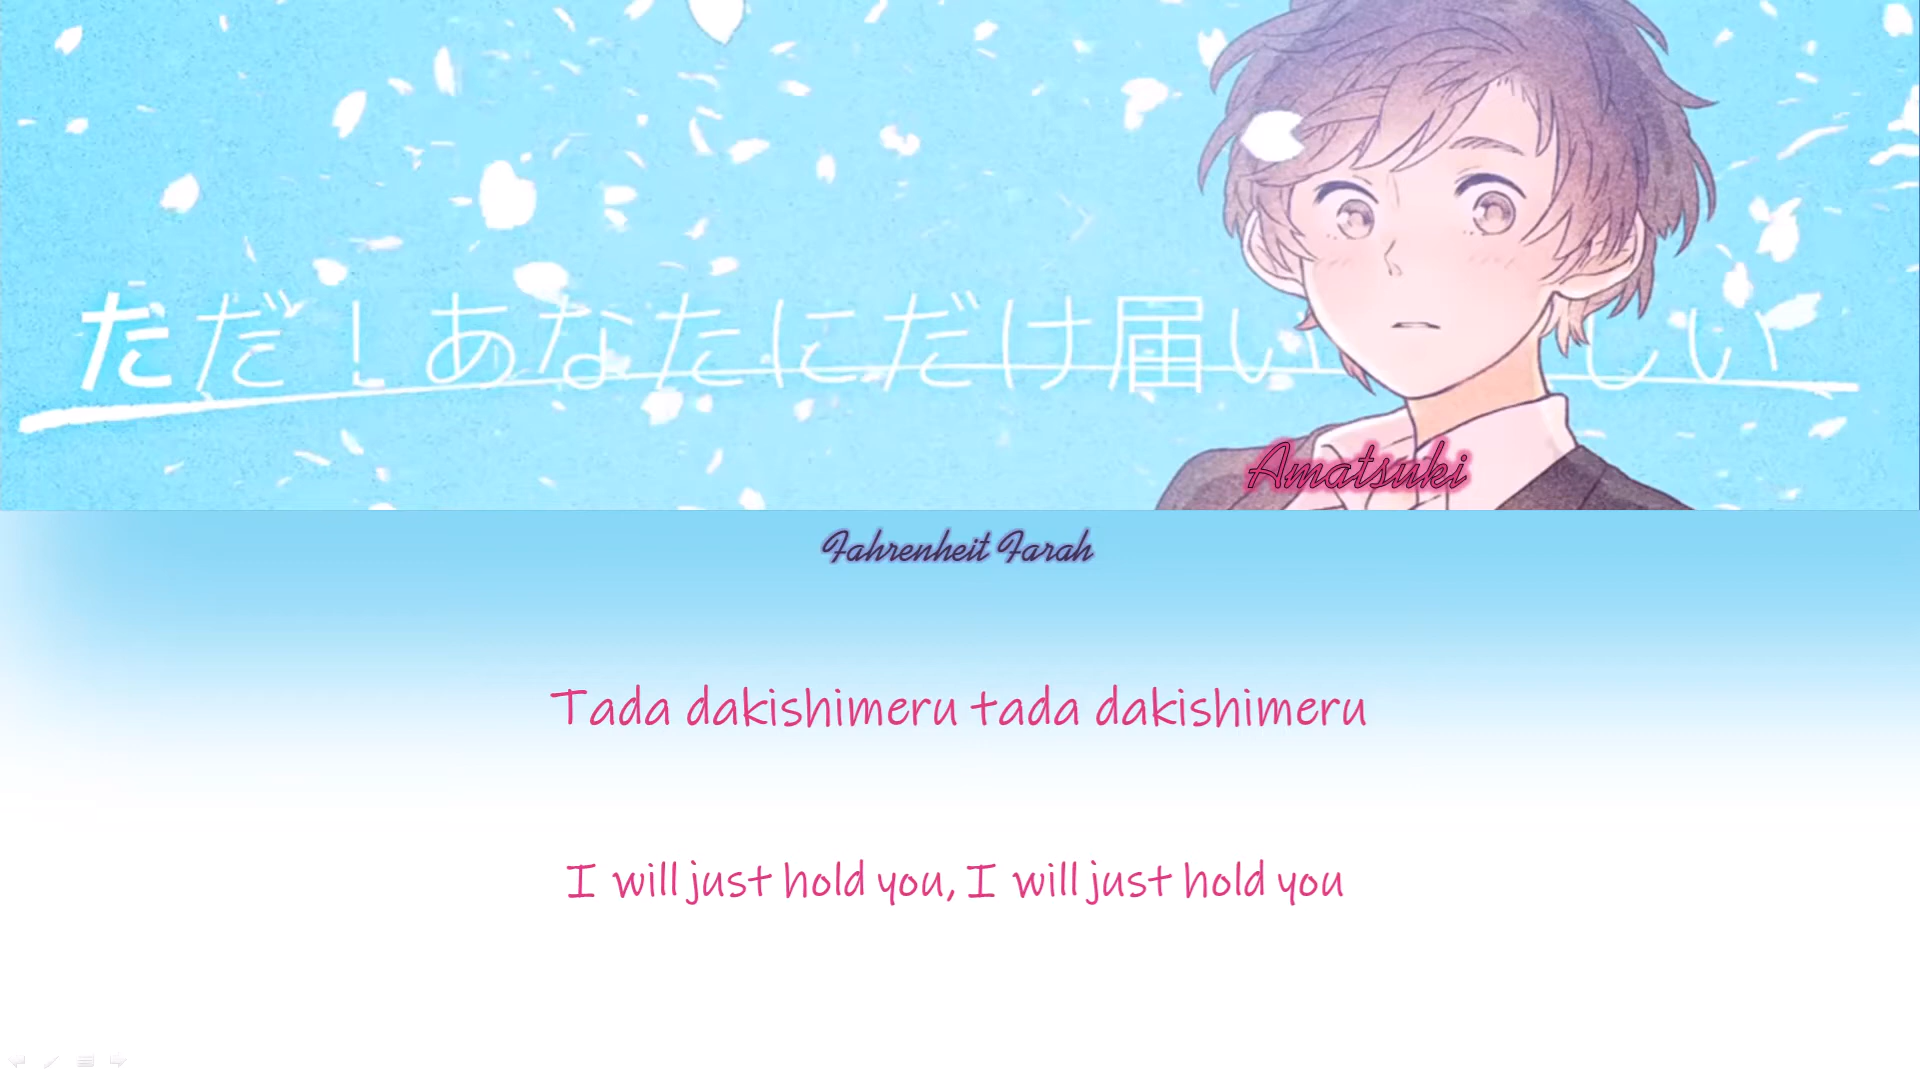 ただ！あなたにだけ届い しい
Amatsuki
Fahrenheit Farah
Tada dakishimeru tada dakishimeru
I will just hold you, I will just hold you